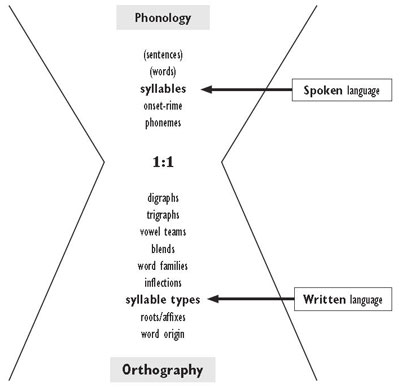 Phonology
(sentences)
(words)
syllables
Spoken language
onset-rime
phonemes
1:1
digraphs
trigraphs
vowel teams
blends
word families
inflections
syllable types
Written language
roots/affixes
word origin
Orthography